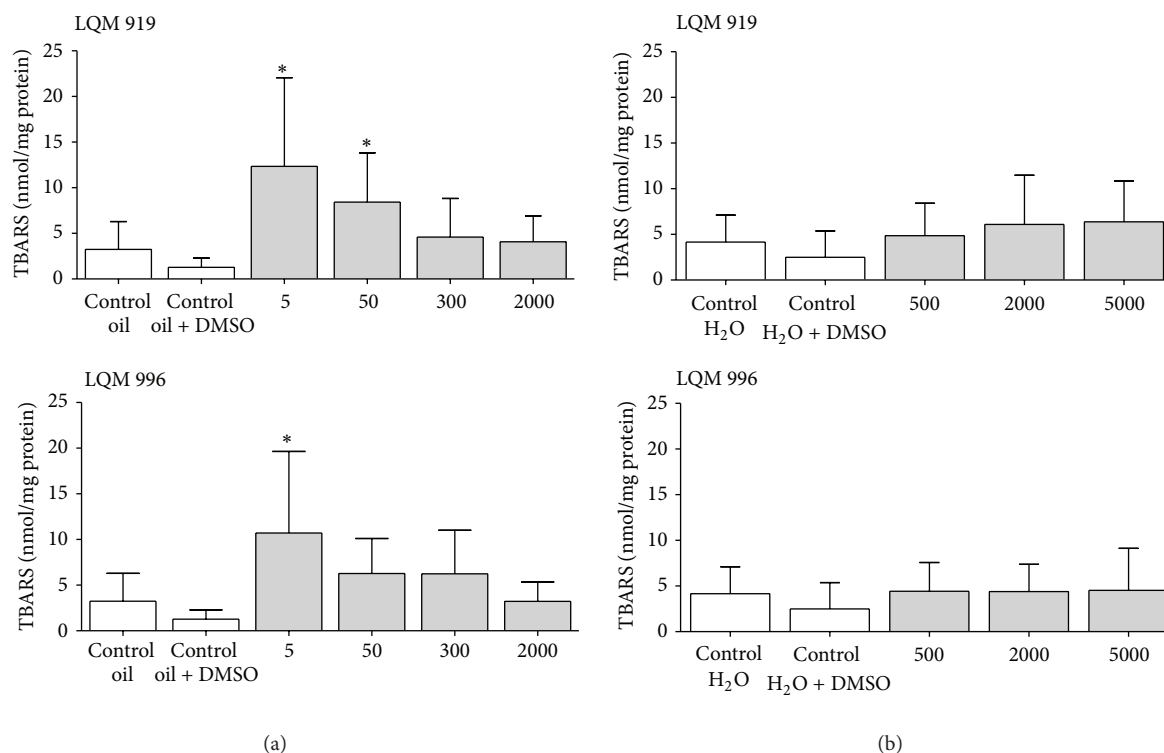 LQM 919
TBARS (nmol/mg protein)
25
20
15
10
5
0
*
*
Control
oil
Control
oil + DMSO
5
50
300
2000
LQM 919
TBARS (nmol/mg protein)
25
20
15
10
5
0
Control
H₂O
Control
H₂O + DMSO
500
2000
5000
LQM 996
TBARS (nmol/mg protein)
25
20
15
10
5
0
*
Control
oil
Control
oil + DMSO
5
50
300
2000
LQM 996
TBARS (nmol/mg protein)
25
20
15
10
5
0
Control
H₂O
Control
H₂O + DMSO
500
2000
5000
(a)
(b)